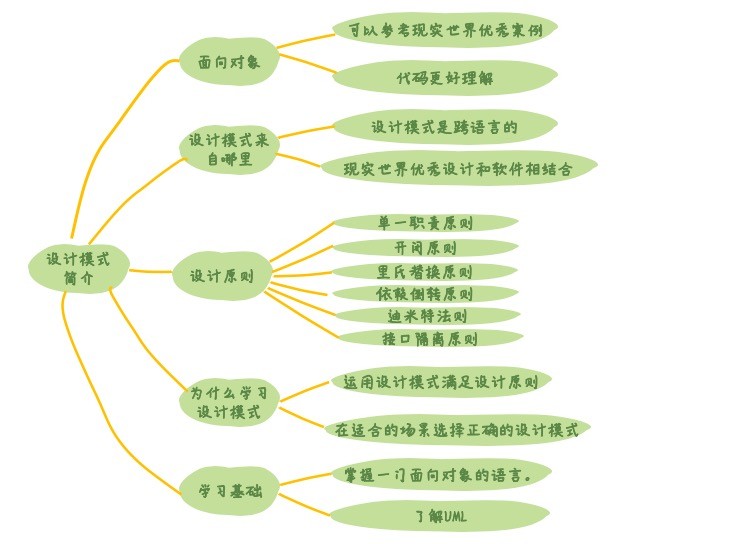 设计模式
简介
面向对象
可以参考现实世界优秀案例
代码更好理解
设计模式来
自哪里
设计模式是跨语言的
现实世界优秀设计和软件相结合
设计原则
单一职责原则
开闭原则
里氏替换原则
依赖倒转原则
迪米特法则
接口隔离原则
为什么学习
设计模式
运用设计模式满足设计原则
在适合的场景选择正确的设计模式
学习基础
掌握一门面向对象的语言。
了解UML